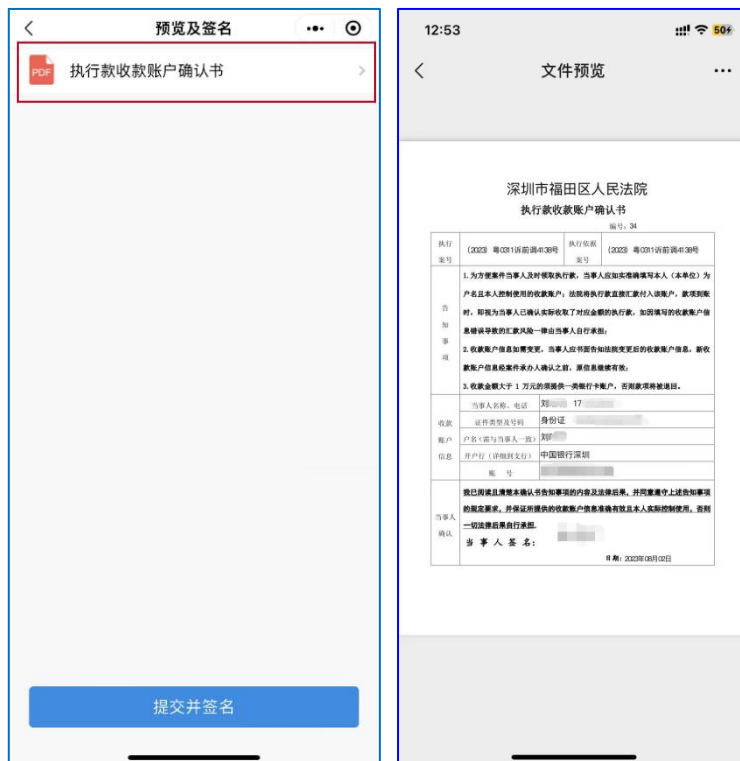 预览及签名
PDF
执行款收款账户确认书
提交并签名
12:53
50
文件预览
深圳市福田区人民法院
执行款收款账户确认书
编号：34
执行案号
（2023）粤0311诉前调4138号
执行依据案号
（2023）粤0311诉前调4138号
告知事项
1.为方便案件当事人及时领取执行款，当事人应如实准确填写本人（本单位）为
户名且本人控制使用的收款账户；法院将执行款直接汇款付入该账户，款项到账
时，即视为当事人已确认实际收取了对应金额的执行款，如因填写的收款账户信
息错误导致的汇款风险一律由当事人自行承担；
2.收款账户信息如需变更，当事人应书面告知法院变更后的收款账户信息，新收
款账户信息经案件承办人确认之前，原信息继续有效；
3.收款金额大于 1 万元的须提供一类银行卡账户，否则款项将被退回。
收款账户信息
当事人名称、电话
刘 17
证件类型及号码
身份证
户名（需与当事人一致）
刘
开户行（详细到支行）
中国银行深圳
账 号
当事人确认
我已阅读且清楚本确认书告知事项的内容及法律后果，并同意遵守上述告知事项
的规定要求，并保证所提供的收款账户信息准确有效且本人实际控制使用，否则
一切法律后果自行承担。
当 事 人 签 名：
日期：2023年08月02日